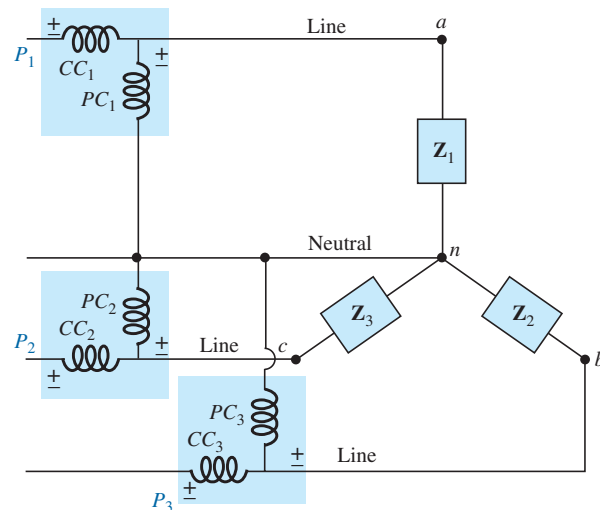 ± Line a
P₁ ±
CC₁
PC₁
Z₁
Neutral n
PC₂
CC₂ Z₃ Z₂
P₂ ± Line c b
±
PC₃
CC₃
± Line
P₃ ±